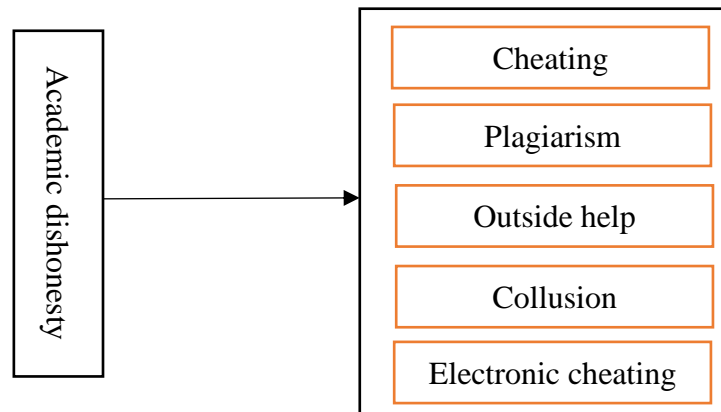 Academic dishonesty
Cheating
Plagiarism
Outside help
Collusion
Electronic cheating